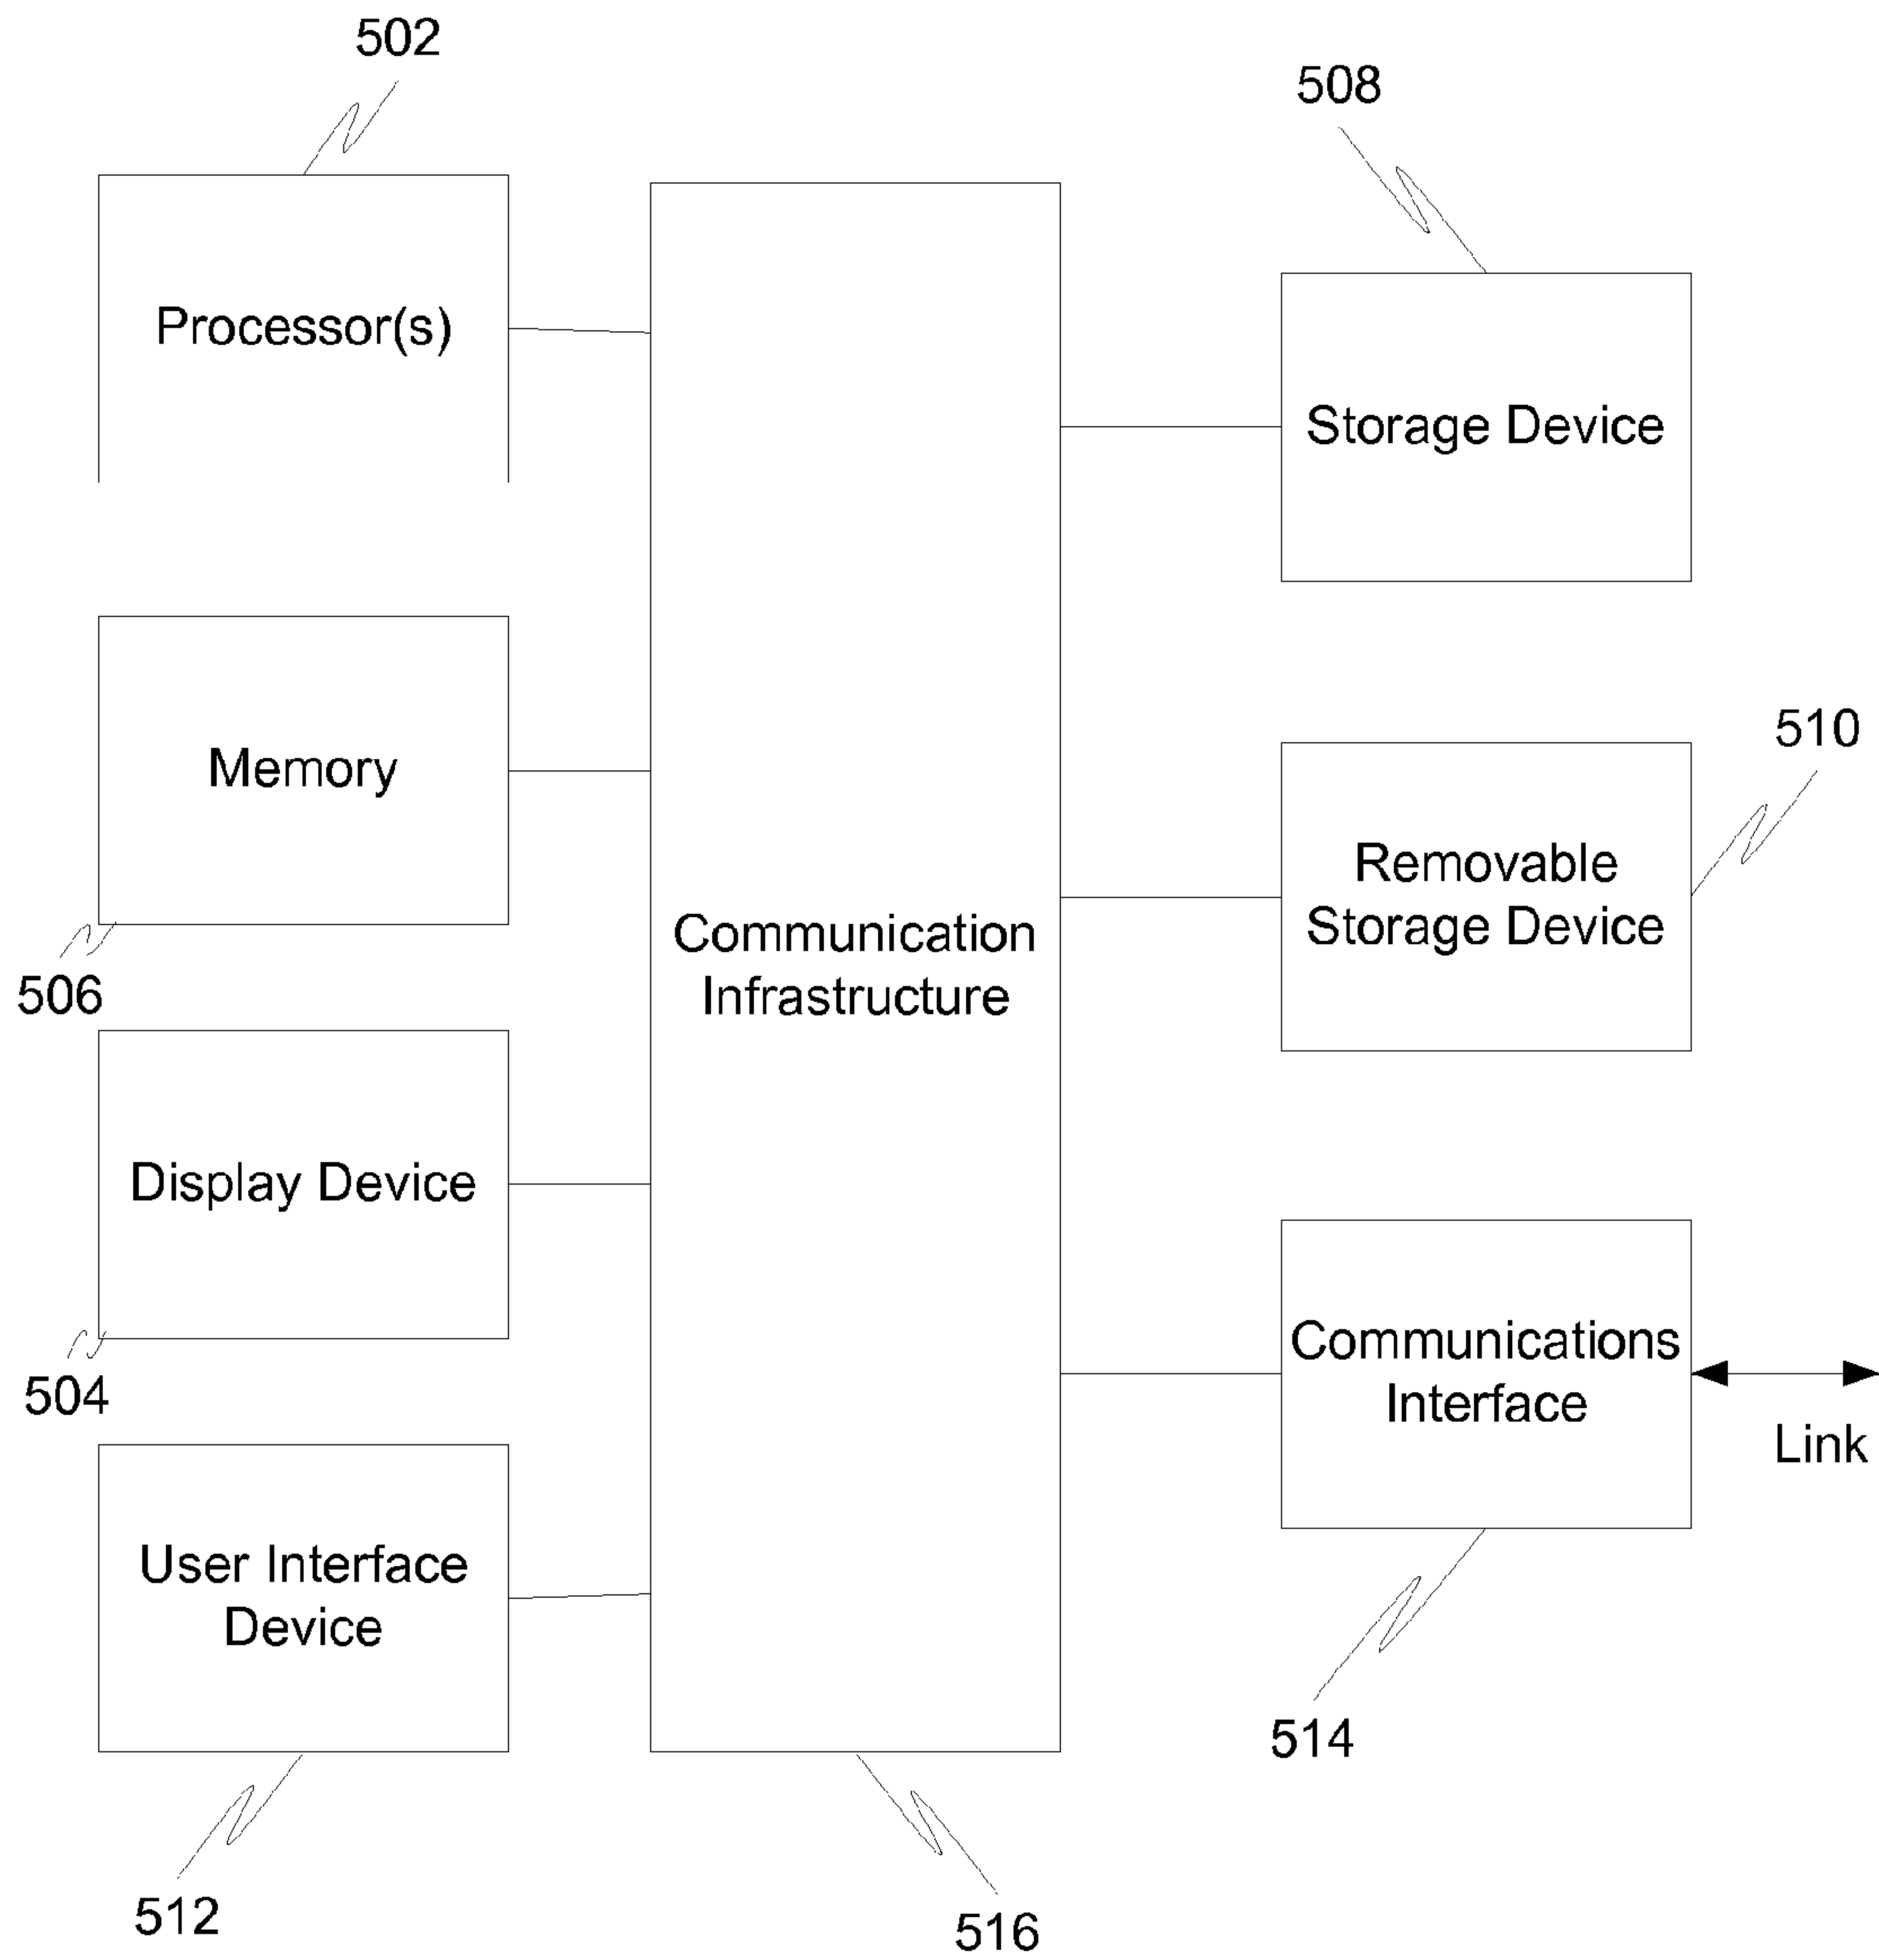 502
508
Processor(s)
Storage Device
510
Memory
Removable
Storage Device
506
Communication
Infrastructure
Display Device
504
Communications
Interface
Link
User Interface
Device
514
512
516